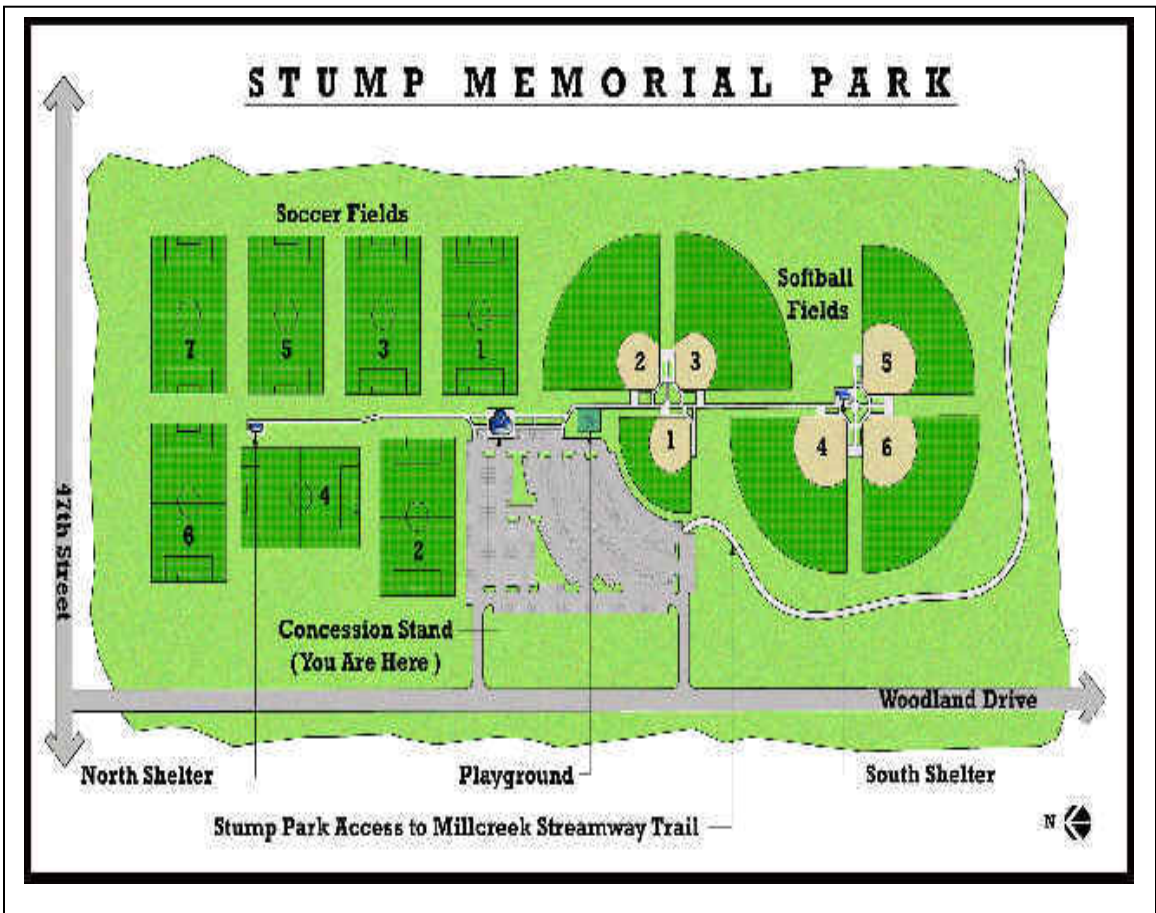 STUMP MEMORIAL PARK
Soccer Fields
Softball
Fields
7
5
3
1
2
3
5
6
4
2
1
4
6
47th Street
Concession Stand
(You Are Here )
Woodland Drive
North Shelter
Playground
South Shelter
Stump Park Access to Millcreek Streamway Trail
N